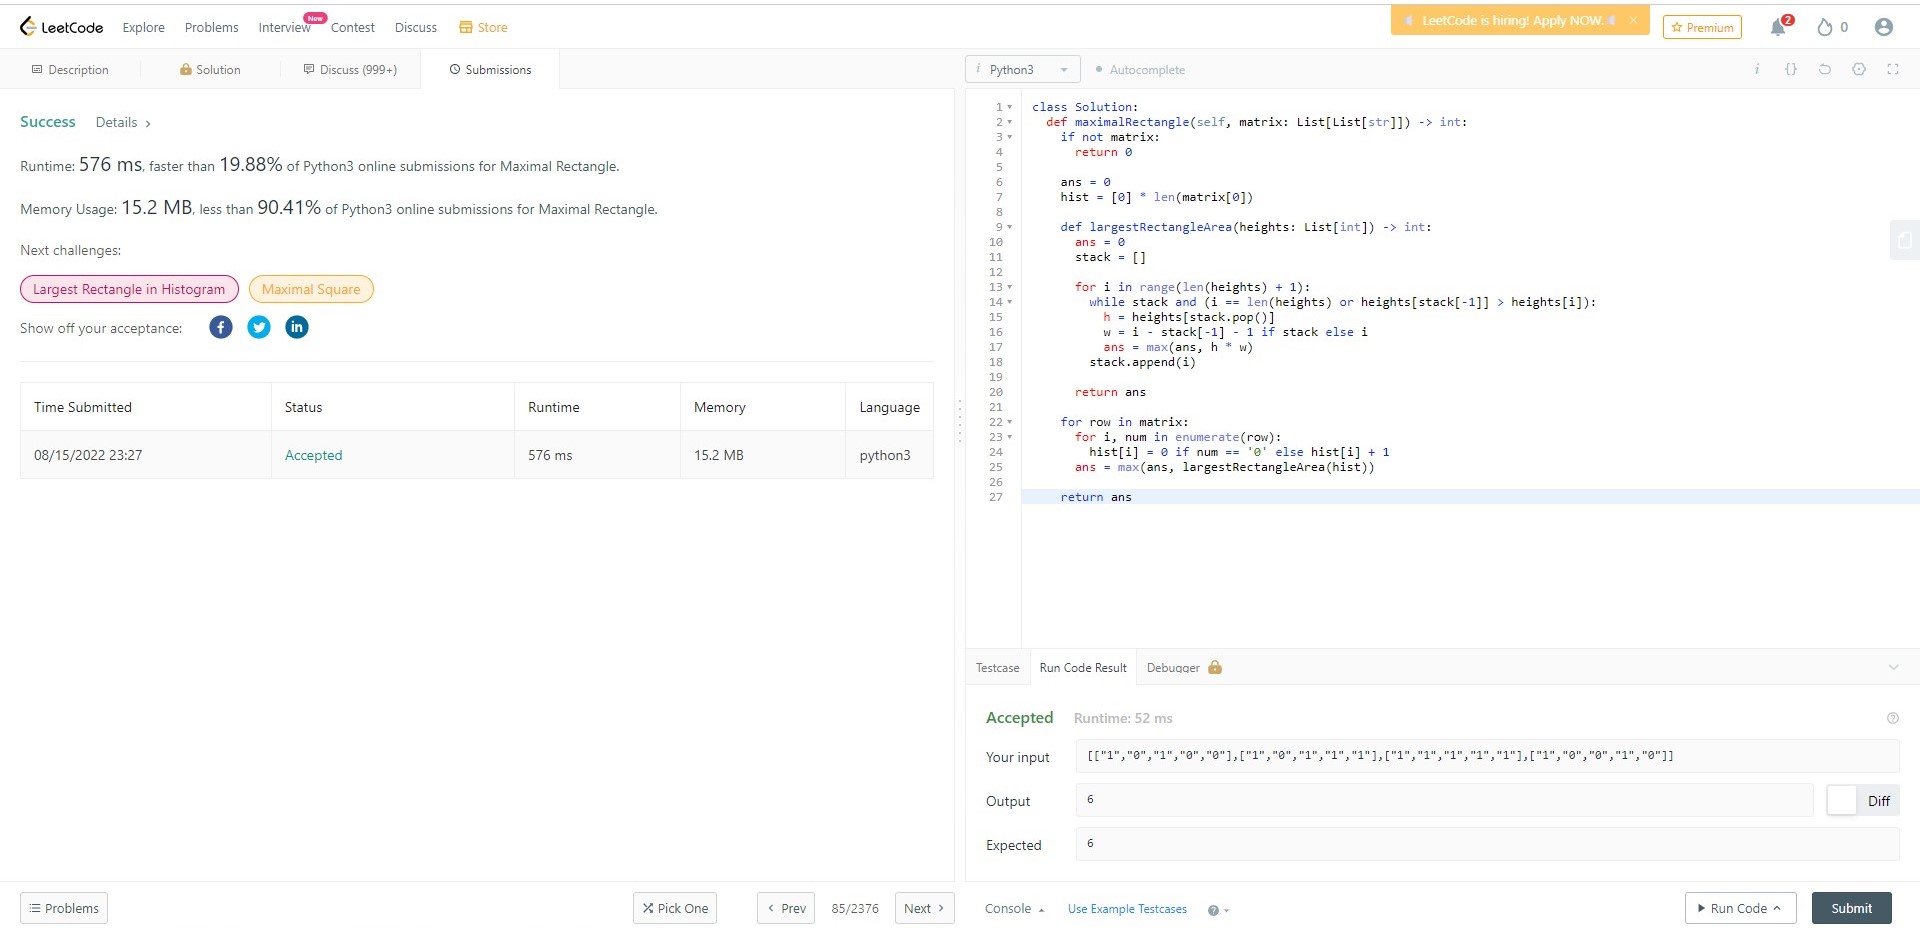 LeetCode Explore Problems Interview New Contest Discuss Store LeetCode is hiring! Apply NOW. × Premium 2 0
Description Solution Discuss (999+) Submissions
Success Details >
Runtime: 576 ms, faster than 19.88% of Python3 online submissions for Maximal Rectangle.
Memory Usage: 15.2 MB, less than 90.41% of Python3 online submissions for Maximal Rectangle.
Next challenges:
Largest Rectangle in Histogram Maximal Square
Show off your acceptance:
Time Submitted Status Runtime Memory Language
08/15/2022 23:27 Accepted 576 ms 15.2 MB python3
i Python3 Autocomplete i {}
1 class Solution:
2 def maximalRectangle(self, matrix: List[List[str]]) -> int:
3 if not matrix:
4 return 0
5
6 ans = 0
7 hist = [0] * len(matrix[0])
8
9 def largestRectangleArea(heights: List[int]) -> int:
10 ans = 0
11 stack = []
12
13 for i in range(len(heights) + 1):
14 while stack and (i == len(heights) or heights[stack[-1]] > heights[i]):
15 h = heights[stack.pop()]
16 w = i - stack[-1] - 1 if stack else i
17 ans = max(ans, h * w)
18 stack.append(i)
19
20 return ans
21
22 for row in matrix:
23 for i, num in enumerate(row):
24 hist[i] = 0 if num == '0' else hist[i] + 1
25 ans = max(ans, largestRectangleArea(hist))
26
27 return ans
Testcase Run Code Result Debugger
Accepted Runtime: 52 ms
Your input [["1","0","1","0","0"],["1","0","1","1","1"],["1","1","1","1","1"],["1","0","0","1","0"]]
Output 6 Diff
Expected 6
Problems Pick One < Prev 85/2376 Next > Console Use Example Testcases ? Run Code Submit